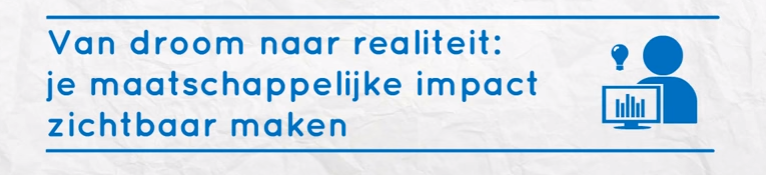 Van droom naar realiteit:
je maatschappelijke impact
zichtbaar maken